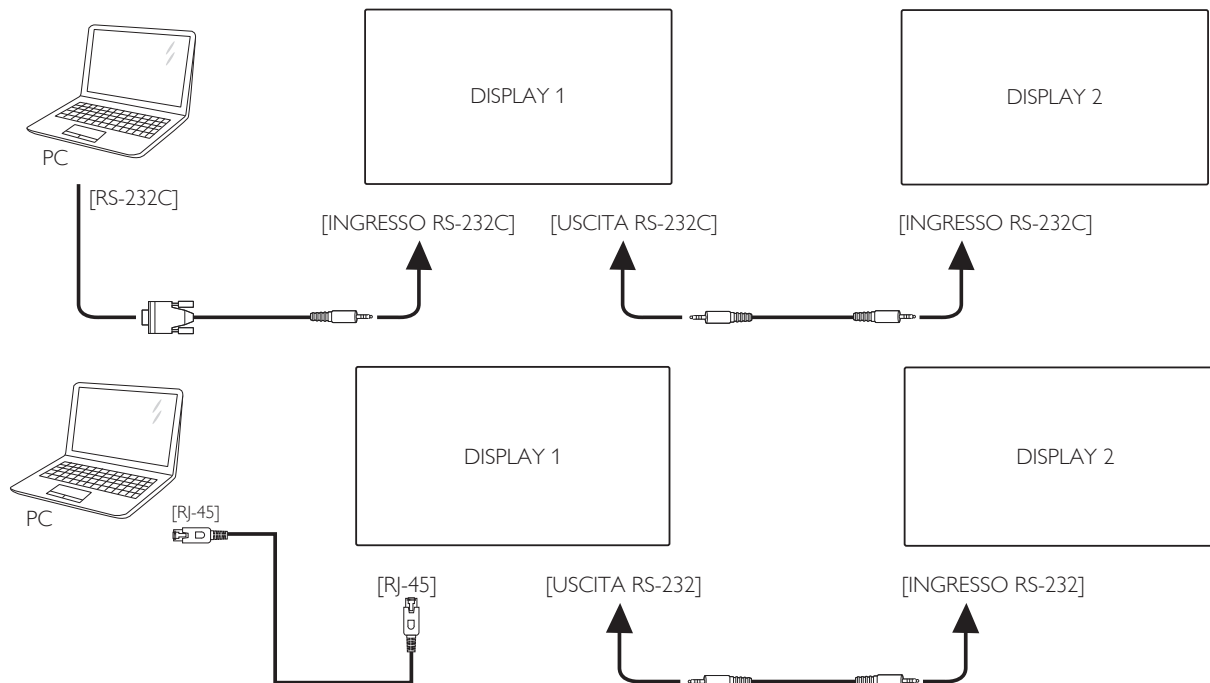 DISPLAY 1
DISPLAY 2
PC
[RS-232C]
[INGRESSO RS-232C]
[USCITA RS-232C]
[INGRESSO RS-232C]
DISPLAY 1
DISPLAY 2
PC
[RJ-45]
[RJ-45]
[USCITA RS-232]
[INGRESSO RS-232]